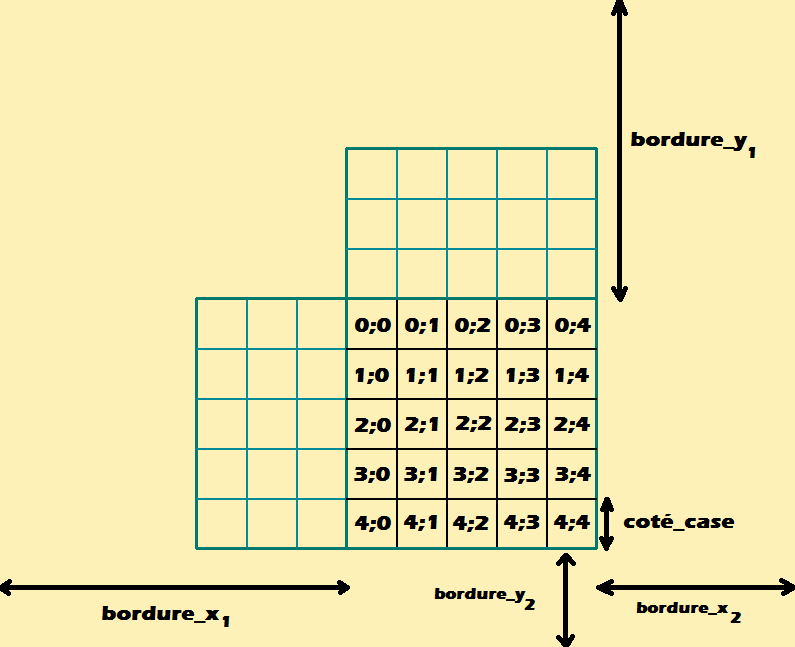 bordure_y1
0;0 0;1 0;2 0;3 0;4
1;0 1;1 1;2 1;3 1;4
2;0 2;1 2;2 2;3 2;4
3;0 3;1 3;2 3;3 3;4
4;0 4;1 4;2 4;3 4;4
coté_case
bordure_x1
bordure_y2
bordure_x2